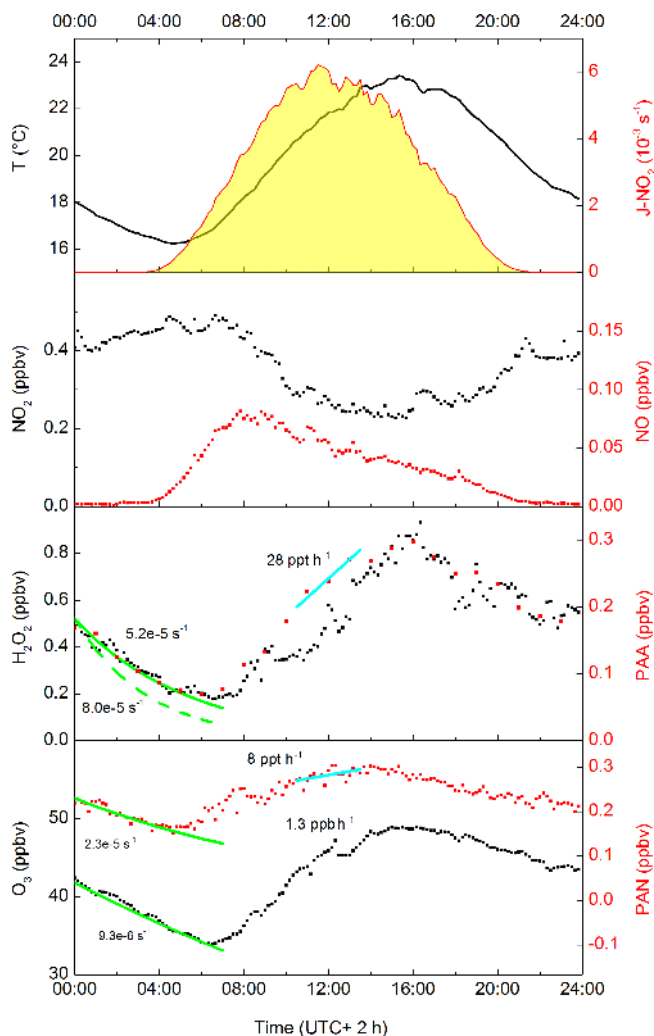 00:00 04:00 08:00 12:00 16:00 20:00 24:00
24
22
20
18
16
T (°C)
6
4
2
0
J-NO₂ (10⁻³ s⁻¹)
0.4
0.2
0.0
NO₂ (ppbv)
0.15
0.10
0.05
0.00
NO (ppbv)
0.8
0.6
0.4
0.2
0.0
H₂O₂ (ppbv)
28 ppt h⁻¹
5.2e-5 s⁻¹
8.0e-5 s⁻¹
0.3
0.2
0.1
0.0
PAA (ppbv)
50
40
30
O₃ (ppbv)
8 ppt h⁻¹
1.3 ppb h⁻¹
2.3e-5 s⁻¹
9.3e-6 s⁻¹
0.3
0.2
0.1
0.0
-0.1
PAN (ppbv)
00:00 04:00 08:00 12:00 16:00 20:00 24:00
Time (UTC+ 2 h)